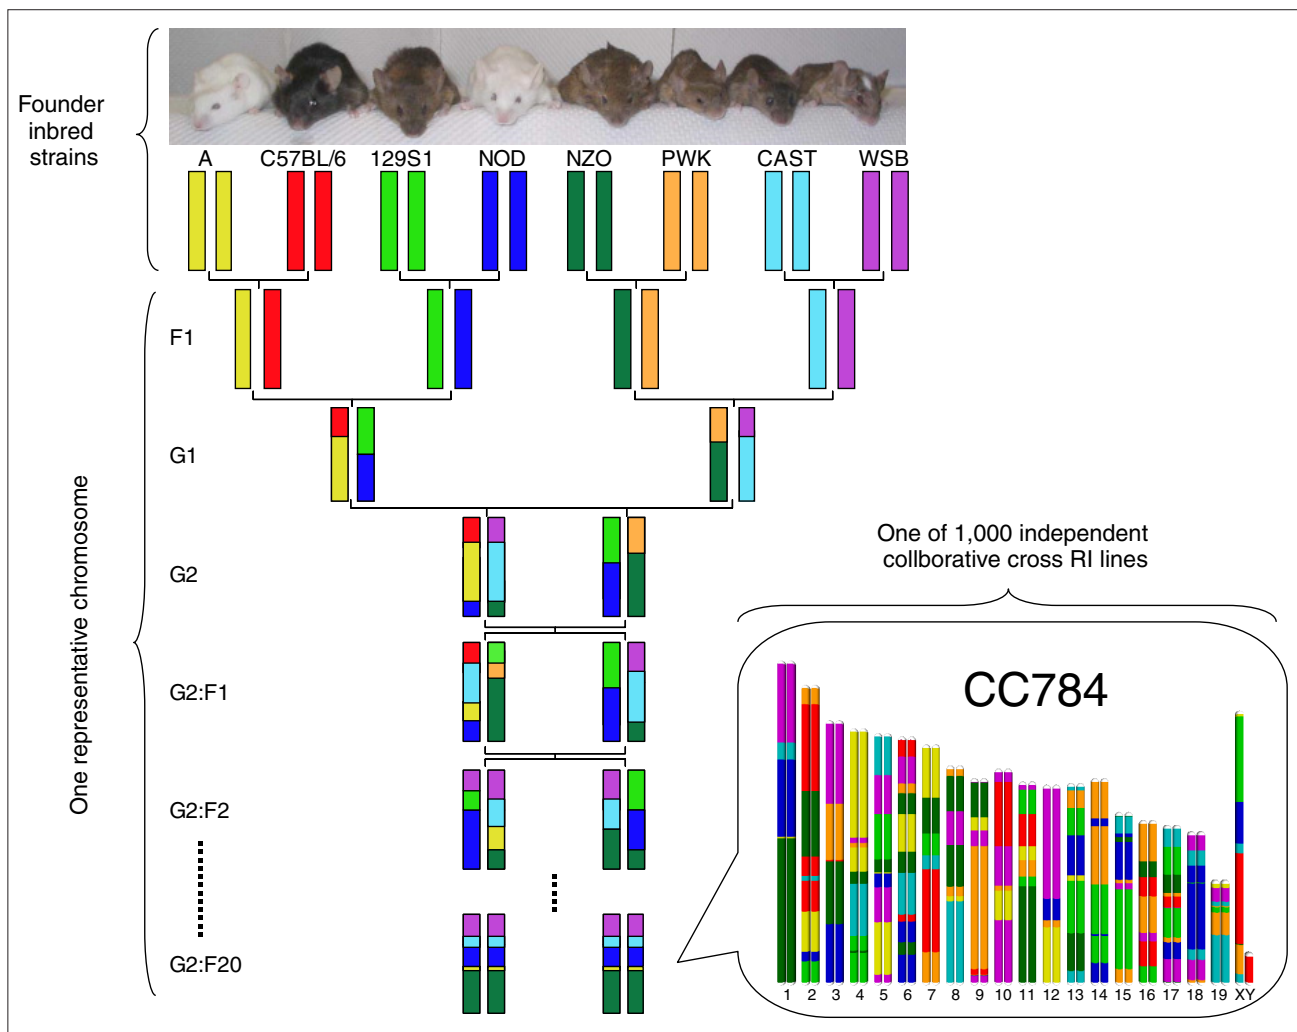 Founder
inbred
strains
A C57BL/6 129S1 NOD NZO PWK CAST WSB
F1
G1
G2
G2:F1
G2:F2
G2:F20
One representative chromosome
One of 1,000 independent
collborative cross RI lines
CC784
1 2 3 4 5 6 7 8 9 10 11 12 13 14 15 16 17 18 19 XY